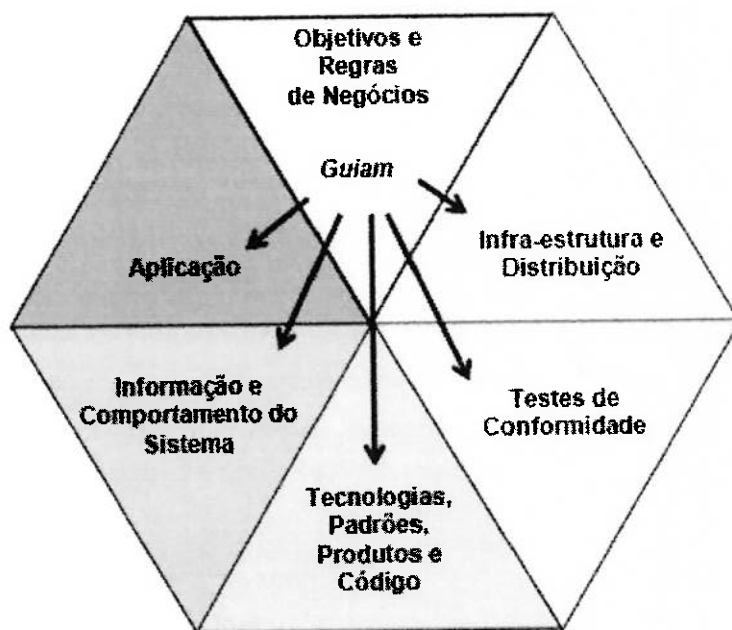 Objetivos e
Regras
de Negócios
Guiam
Aplicação
Infra-estrutura e
Distribuição
Informação e
Comportamento do
Sistema
Testes de
Conformidade
Tecnologias,
Padrões,
Produtos e
Código